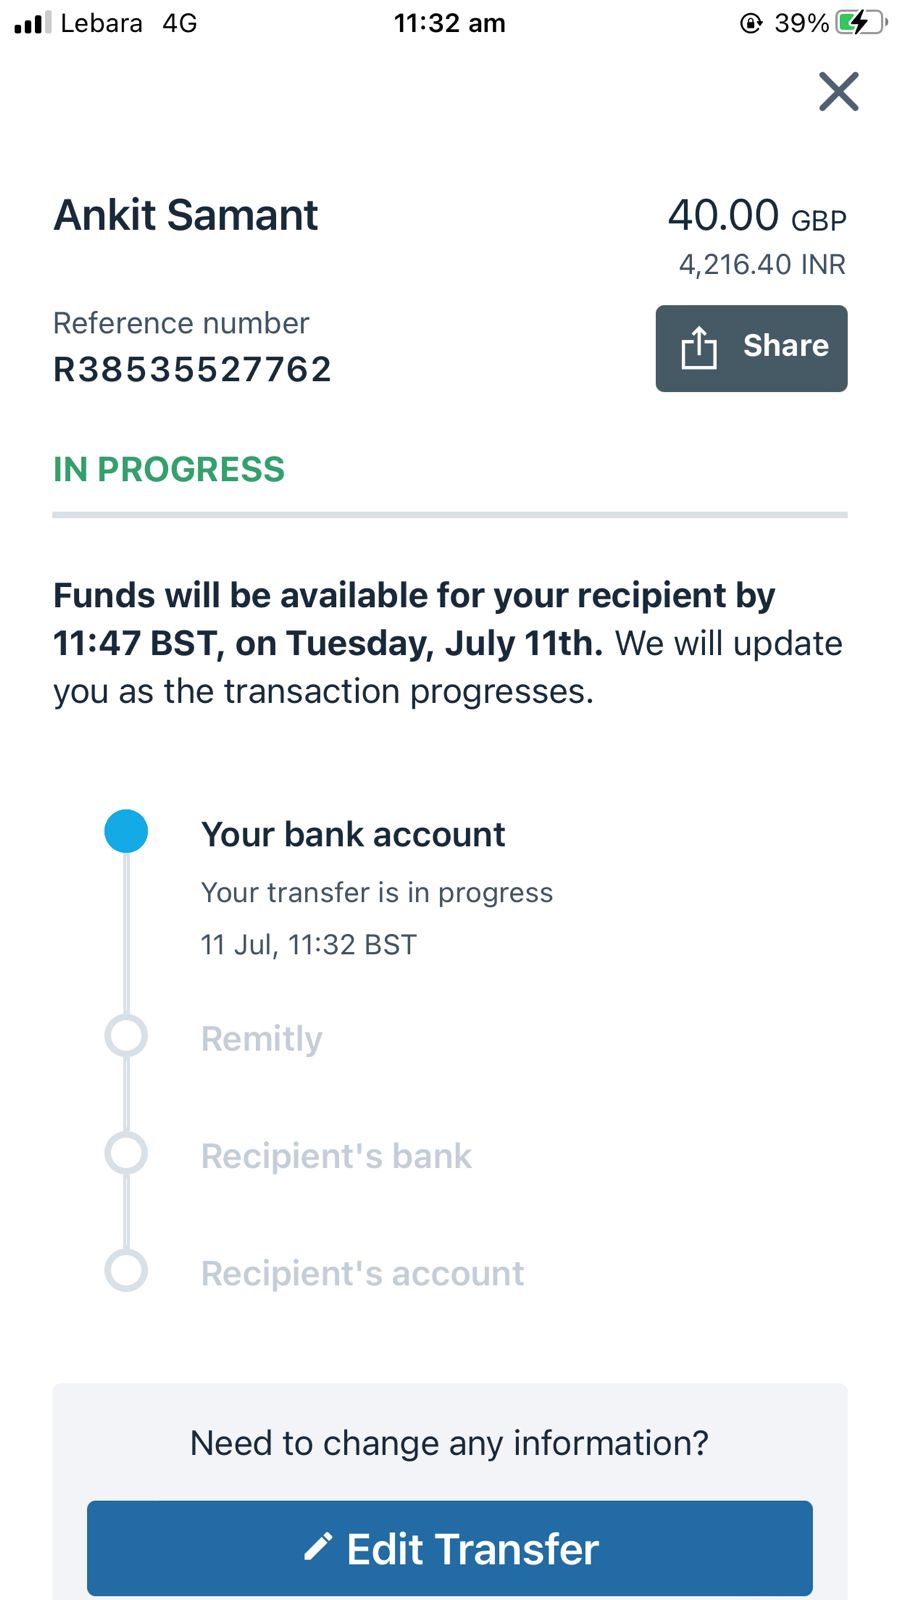 Lebara 4G 11:32 am 39%
Ankit Samant
40.00 GBP
4,216.40 INR
Reference number
R38535527762
Share
IN PROGRESS
Funds will be available for your recipient by
11:47 BST, on Tuesday, July 11th. We will update
you as the transaction progresses.
Your bank account
Your transfer is in progress
11 Jul, 11:32 BST
Remitly
Recipient's bank
Recipient's account
Need to change any information?
Edit Transfer